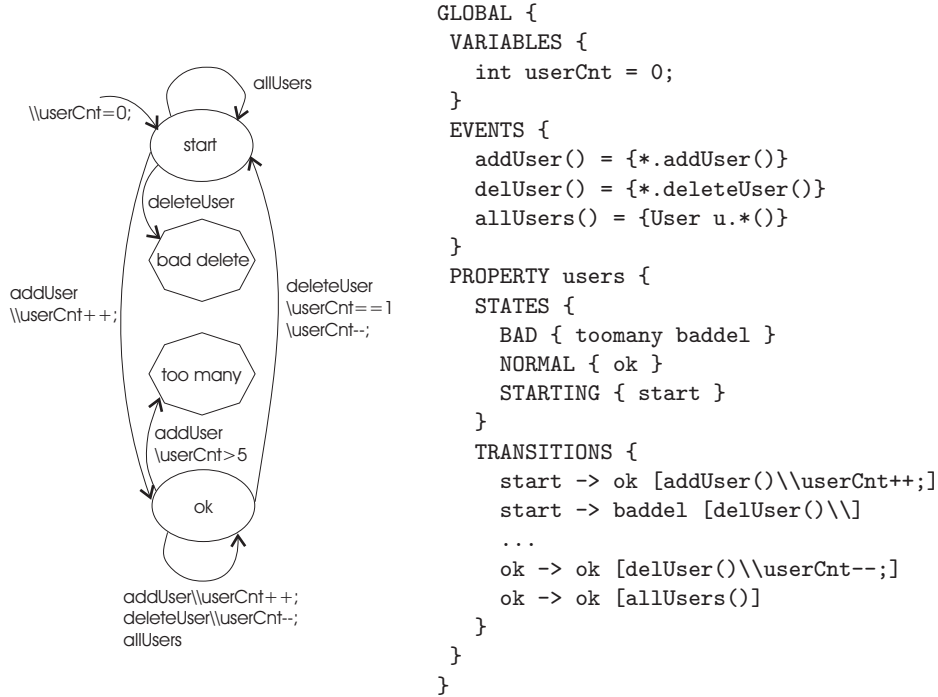 allUsers
\\userCnt=0;
start
deleteUser
bad delete
addUser
\\userCnt++;
deleteUser
\userCnt==1
\userCnt--;
too many
addUser
\userCnt>5
ok
addUser\\userCnt++;
deleteUser\\userCnt--;
allUsers
GLOBAL {
VARIABLES {
int userCnt = 0;
}
EVENTS {
addUser() = {*.addUser()}
delUser() = {*.deleteUser()}
allUsers() = {User u.*()}
}
PROPERTY users {
STATES {
BAD { toomany baddel }
NORMAL { ok }
STARTING { start }
}
TRANSITIONS {
start -> ok [addUser()\\userCnt++;]
start -> baddel [delUser()\\]
...
ok -> ok [delUser()\\userCnt--;]
ok -> ok [allUsers()]
}
}
}